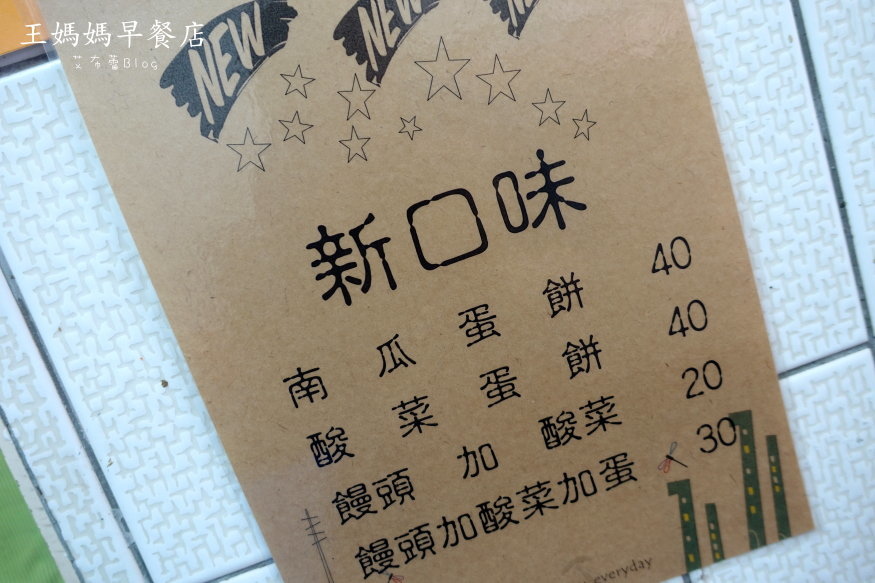 王媽媽早餐店
艾布蕾Blog
NEW NEW
新口味
南瓜蛋餅 40
酸菜蛋餅 40
饅頭加酸菜 20
饅頭加酸菜加蛋 30
everyday